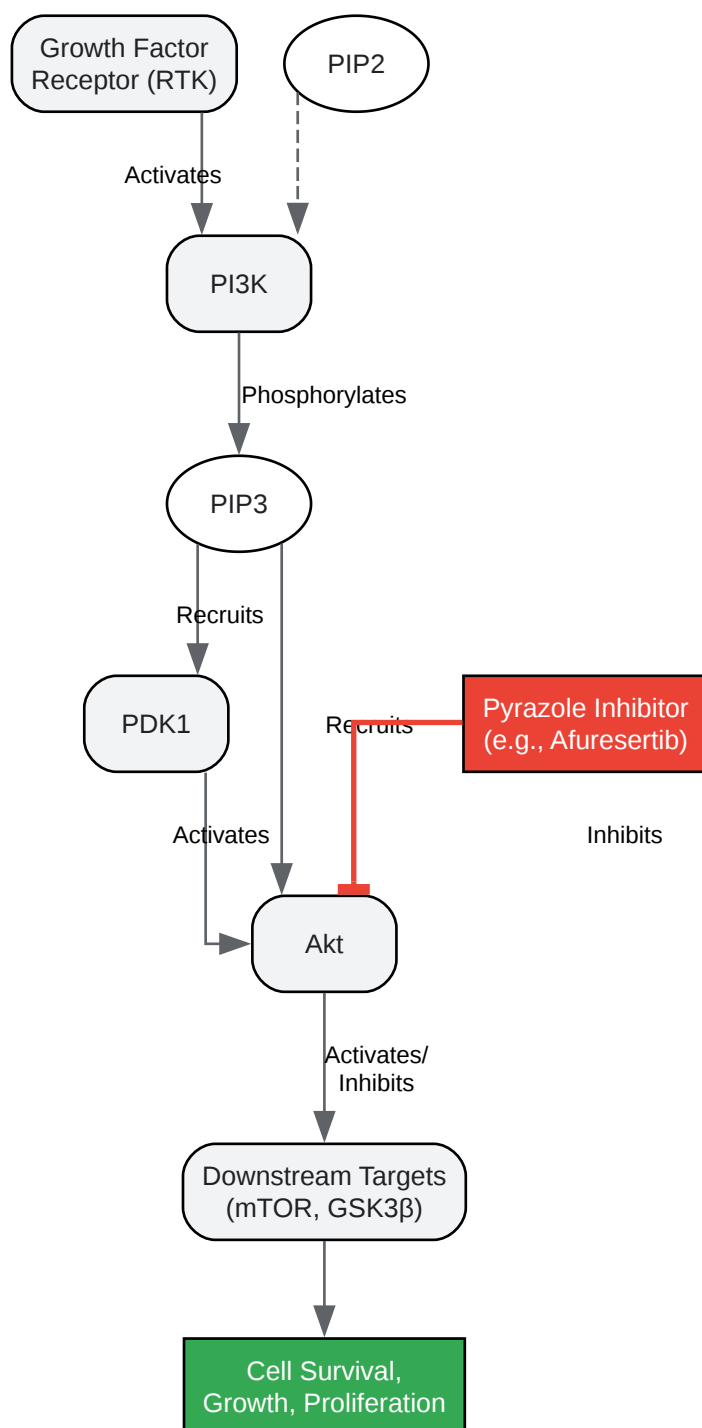 Growth Factor
Receptor (RTK)
PIP2
Activates
PI3K
Phosphorylates
PIP3
Recruits
PDK1
Recruits
Pyrazole Inhibitor
(e.g., Afuresertib)
Activates
Inhibits
Akt
Activates/
Inhibits
Downstream Targets
(mTOR, GSK3β)
Cell Survival,
Growth, Proliferation